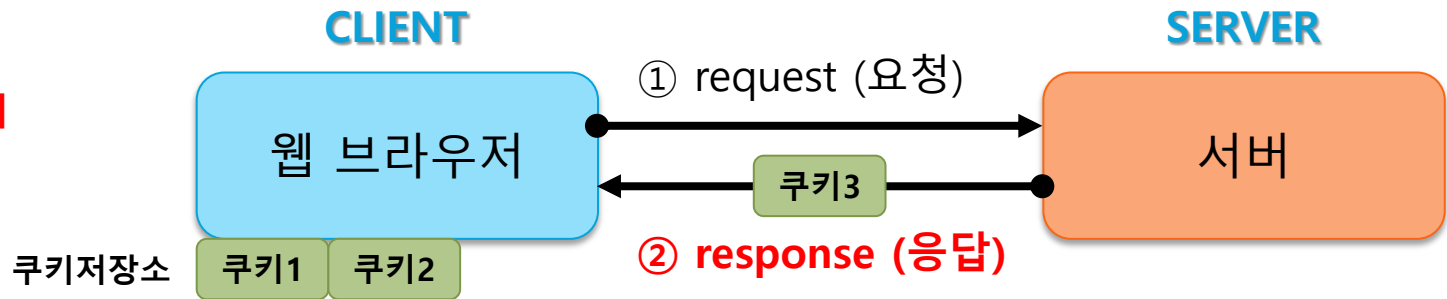 CLIENT
SERVER
① request (요청)
웹 브라우저
서버
쿠키3
② response (응답)
쿠키저장소
쿠키1
쿠키2